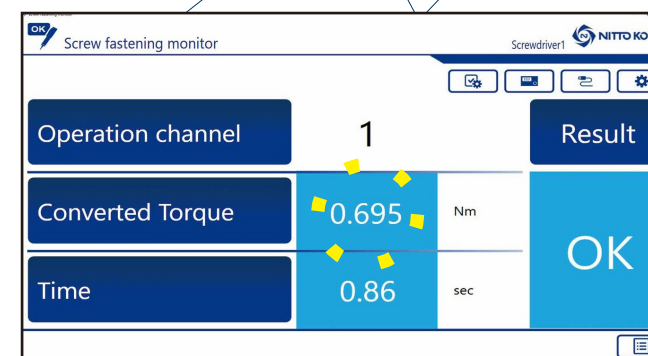 OK
Screw fastening monitor
Screwdriver1
NITTO KO
Operation channel
1
Result
Converted Torque
0.695
Nm
OK
Time
0.86
sec